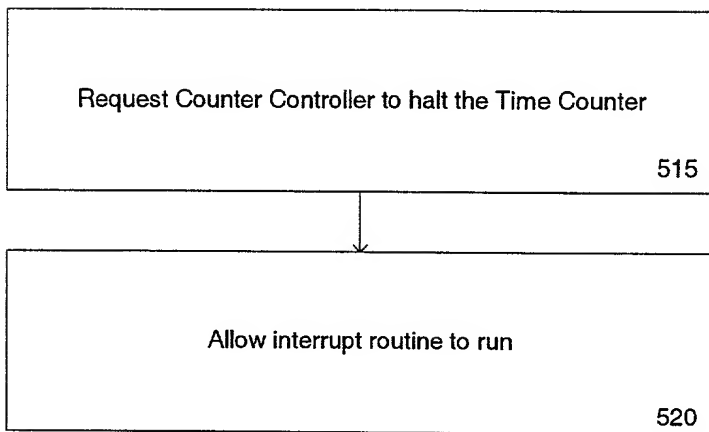 Request Counter Controller to halt the Time Counter
515
Allow interrupt routine to run
520